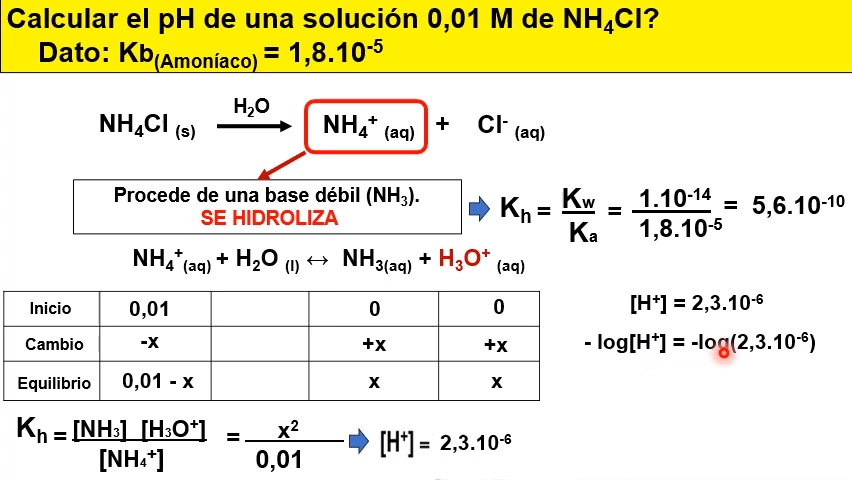 Calcular el pH de una solución 0,01 M de NH₄Cl?
Dato: Kb(Amoníaco) = 1,8.10⁻⁵
H₂O
NH₄Cl (s) ⟶ NH₄⁺ (aq) + Cl⁻ (aq)
Procede de una base débil (NH₃).
SE HIDROLIZA
Kh = Kw / Ka = 1.10⁻¹⁴ / 1,8.10⁻⁵ = 5,6.10⁻¹⁰
NH₄⁺(aq) + H₂O (l) ↔ NH₃(aq) + H₃O⁺ (aq)
Inicio 0,01 0 0
Cambio -x +x +x
Equilibrio 0,01 - x x x
[H⁺] = 2,3.10⁻⁶
- log[H⁺] = -log(2,3.10⁻⁶)
Kh = [NH₃] [H₃O⁺] / [NH₄⁺] = x² / 0,01 [H⁺] = 2,3.10⁻⁶